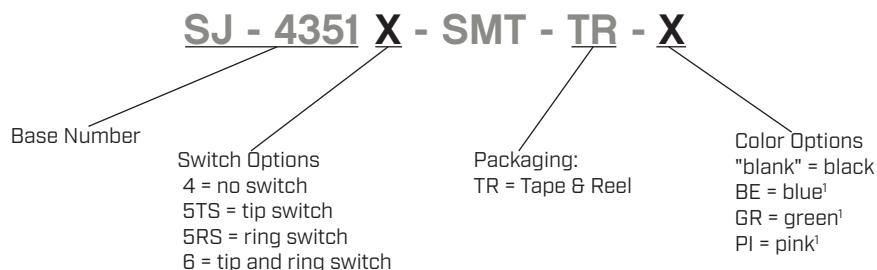 SJ - 4351 X - SMT - TR - X
Base Number
Switch Options
4 = no switch
5TS = tip switch
5RS = ring switch
6 = tip and ring switch
Packaging:
TR = Tape & Reel
Color Options
"blank" = black
BE = blue¹
GR = green¹
PI = pink¹